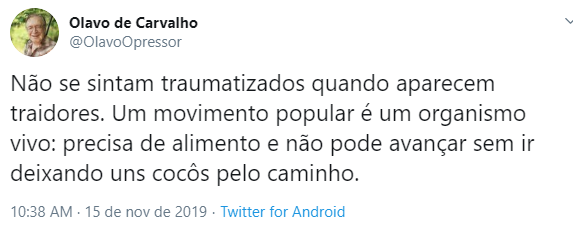 Olavo de Carvalho
@OlavoOpressor
Não se sintam traumatizados quando aparecem
traidores. Um movimento popular é um organismo
vivo: precisa de alimento e não pode avançar sem ir
deixando uns cocôs pelo caminho.
10:38 AM · 15 de nov de 2019 · Twitter for Android